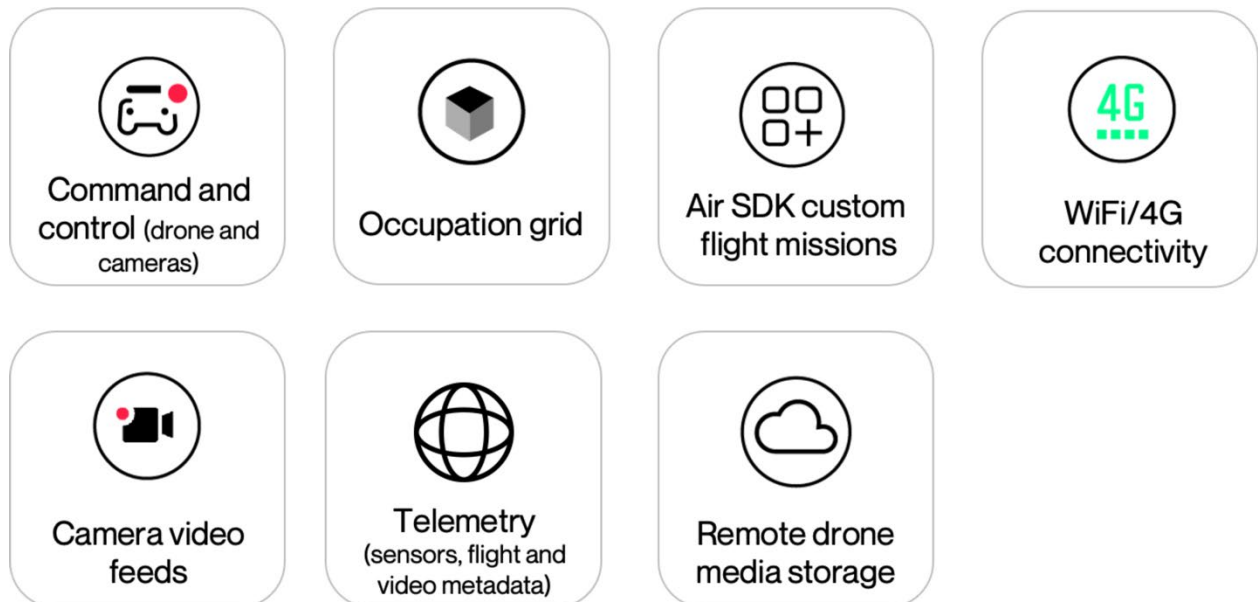 Command and
control (drone and
cameras)
Occupation grid
Air SDK custom
flight missions
4G
WiFi/4G
connectivity
Camera video
feeds
Telemetry
(sensors, flight and
video metadata)
Remote drone
media storage